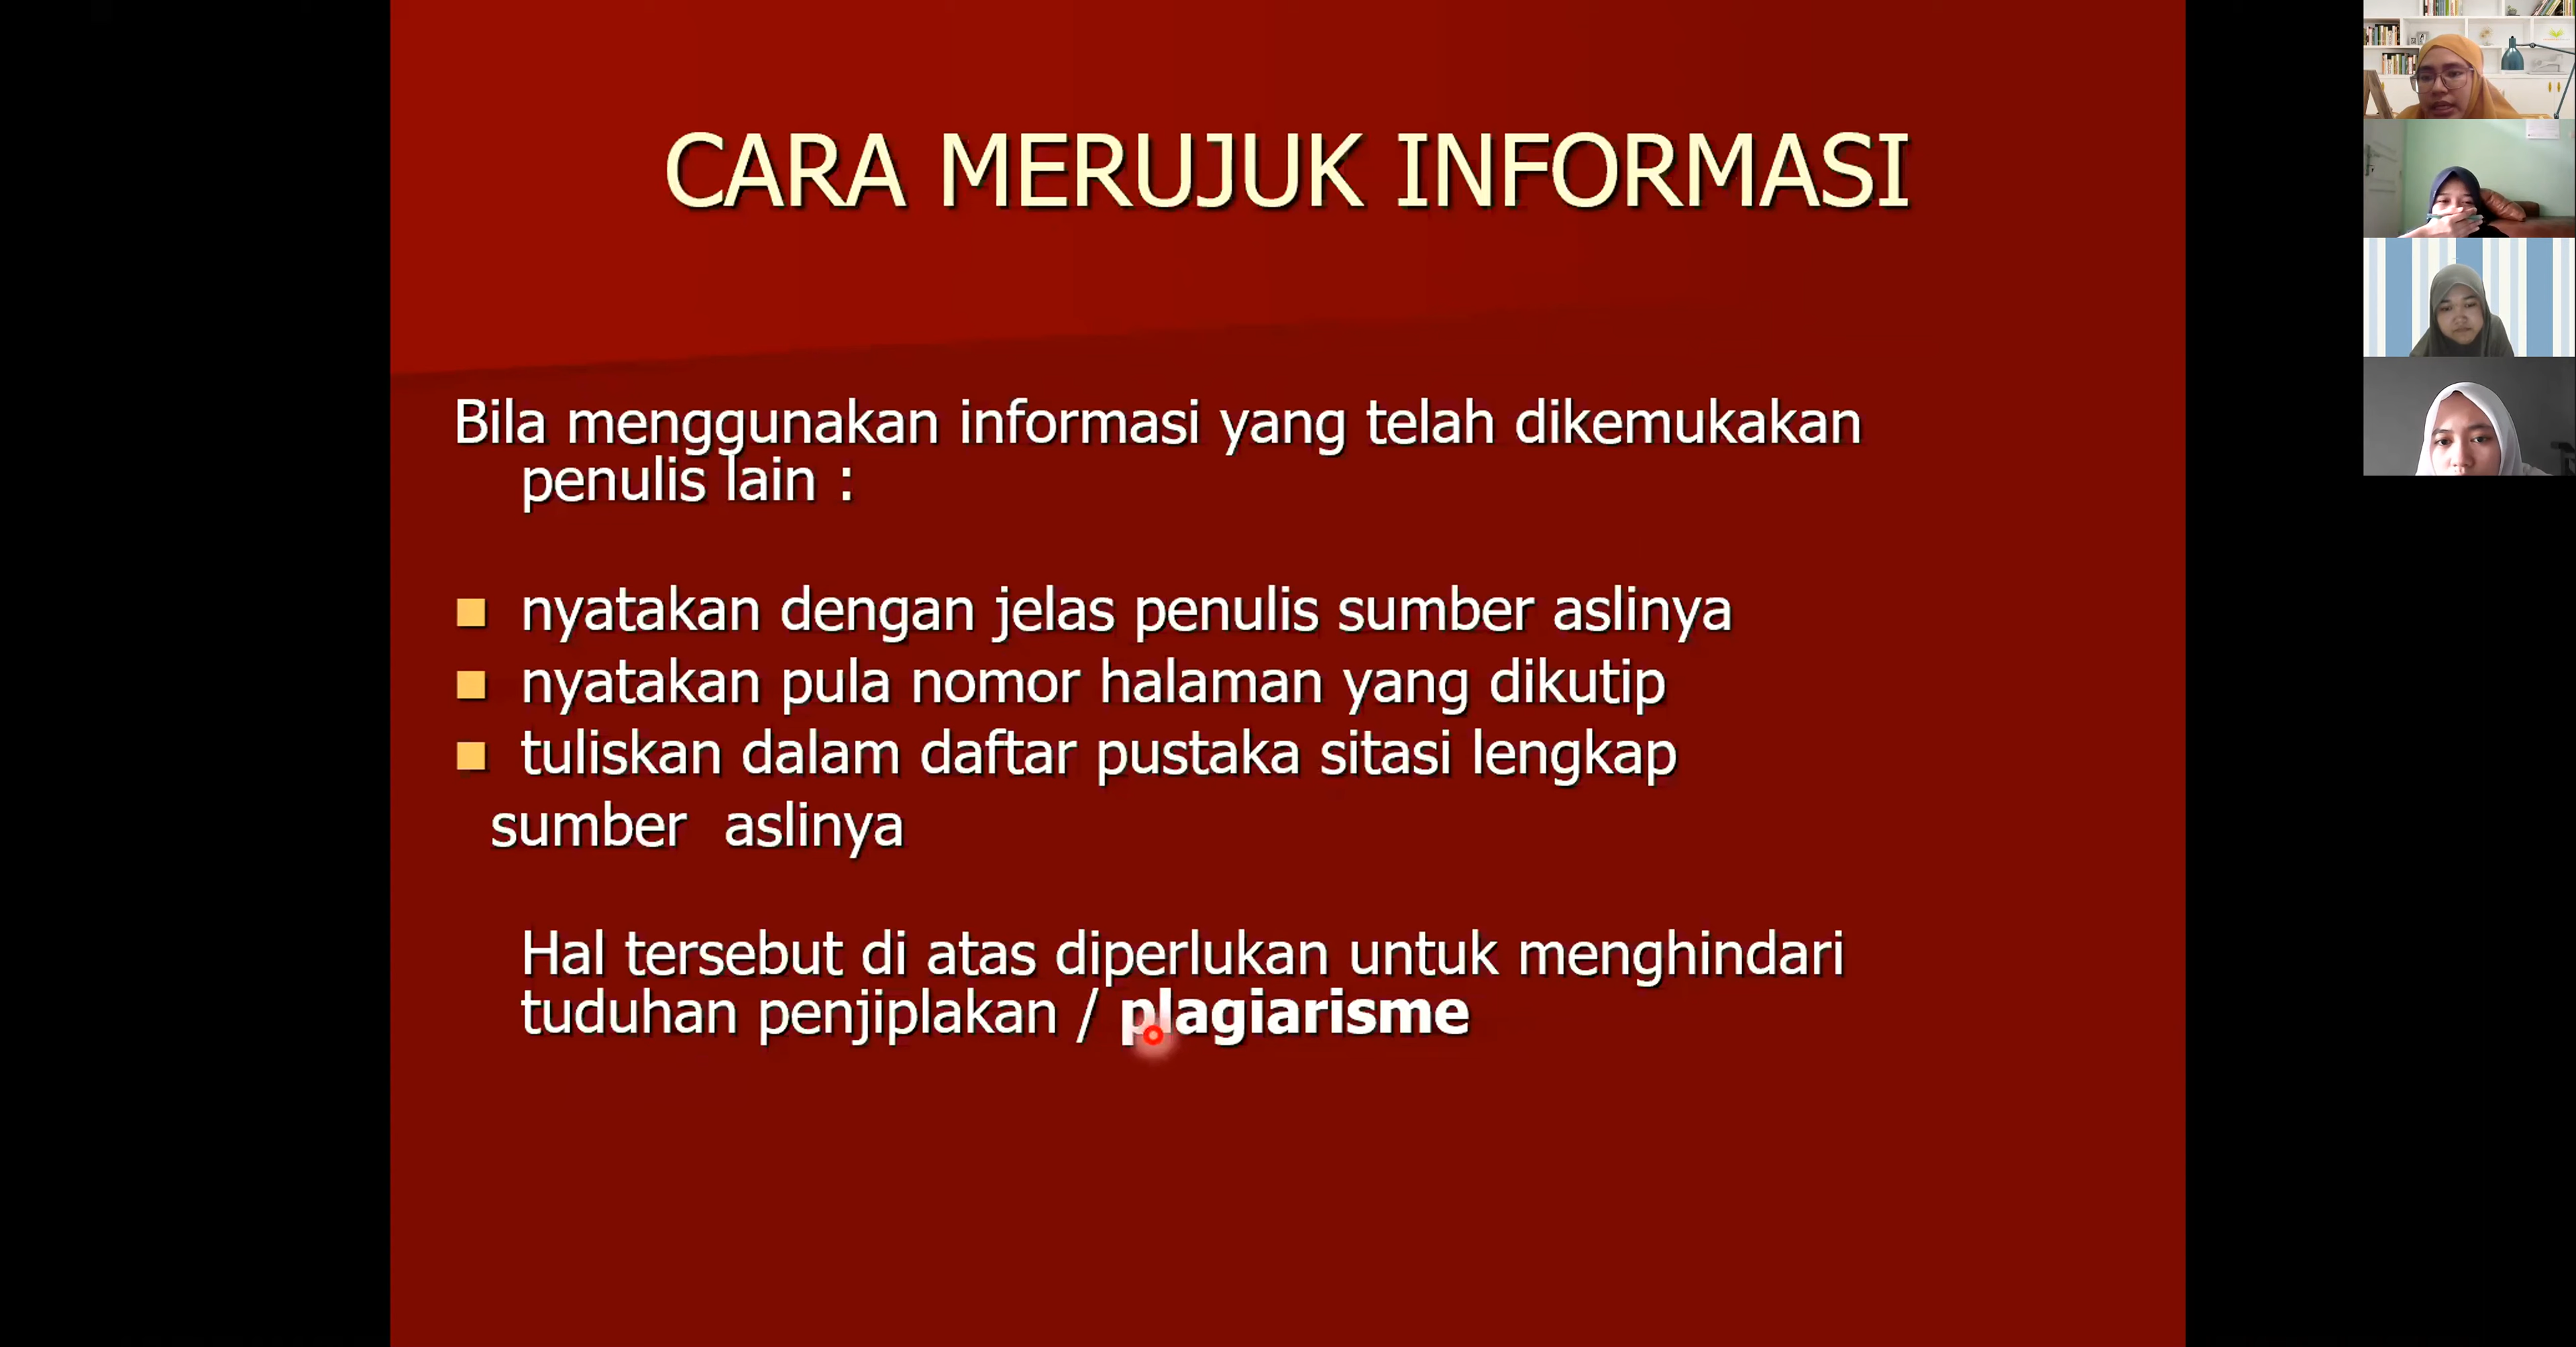 CARA MERUJUK INFORMASI
Bila menggunakan informasi yang telah dikemukakan
penulis lain :
nyatakan dengan jelas penulis sumber aslinya
nyatakan pula nomor halaman yang dikutip
tuliskan dalam daftar pustaka sitasi lengkap
sumber aslinya
Hal tersebut di atas diperlukan untuk menghindari
tuduhan penjiplakan / plagiarisme